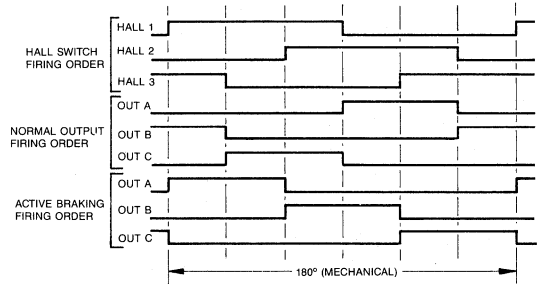 HALL 1
HALL 2
HALL 3
HALL SWITCH
FIRING ORDER
OUT A
OUT B
OUT C
NORMAL OUTPUT
FIRING ORDER
OUT A
OUT B
OUT C
ACTIVE BRAKING
FIRING ORDER
180° (MECHANICAL)